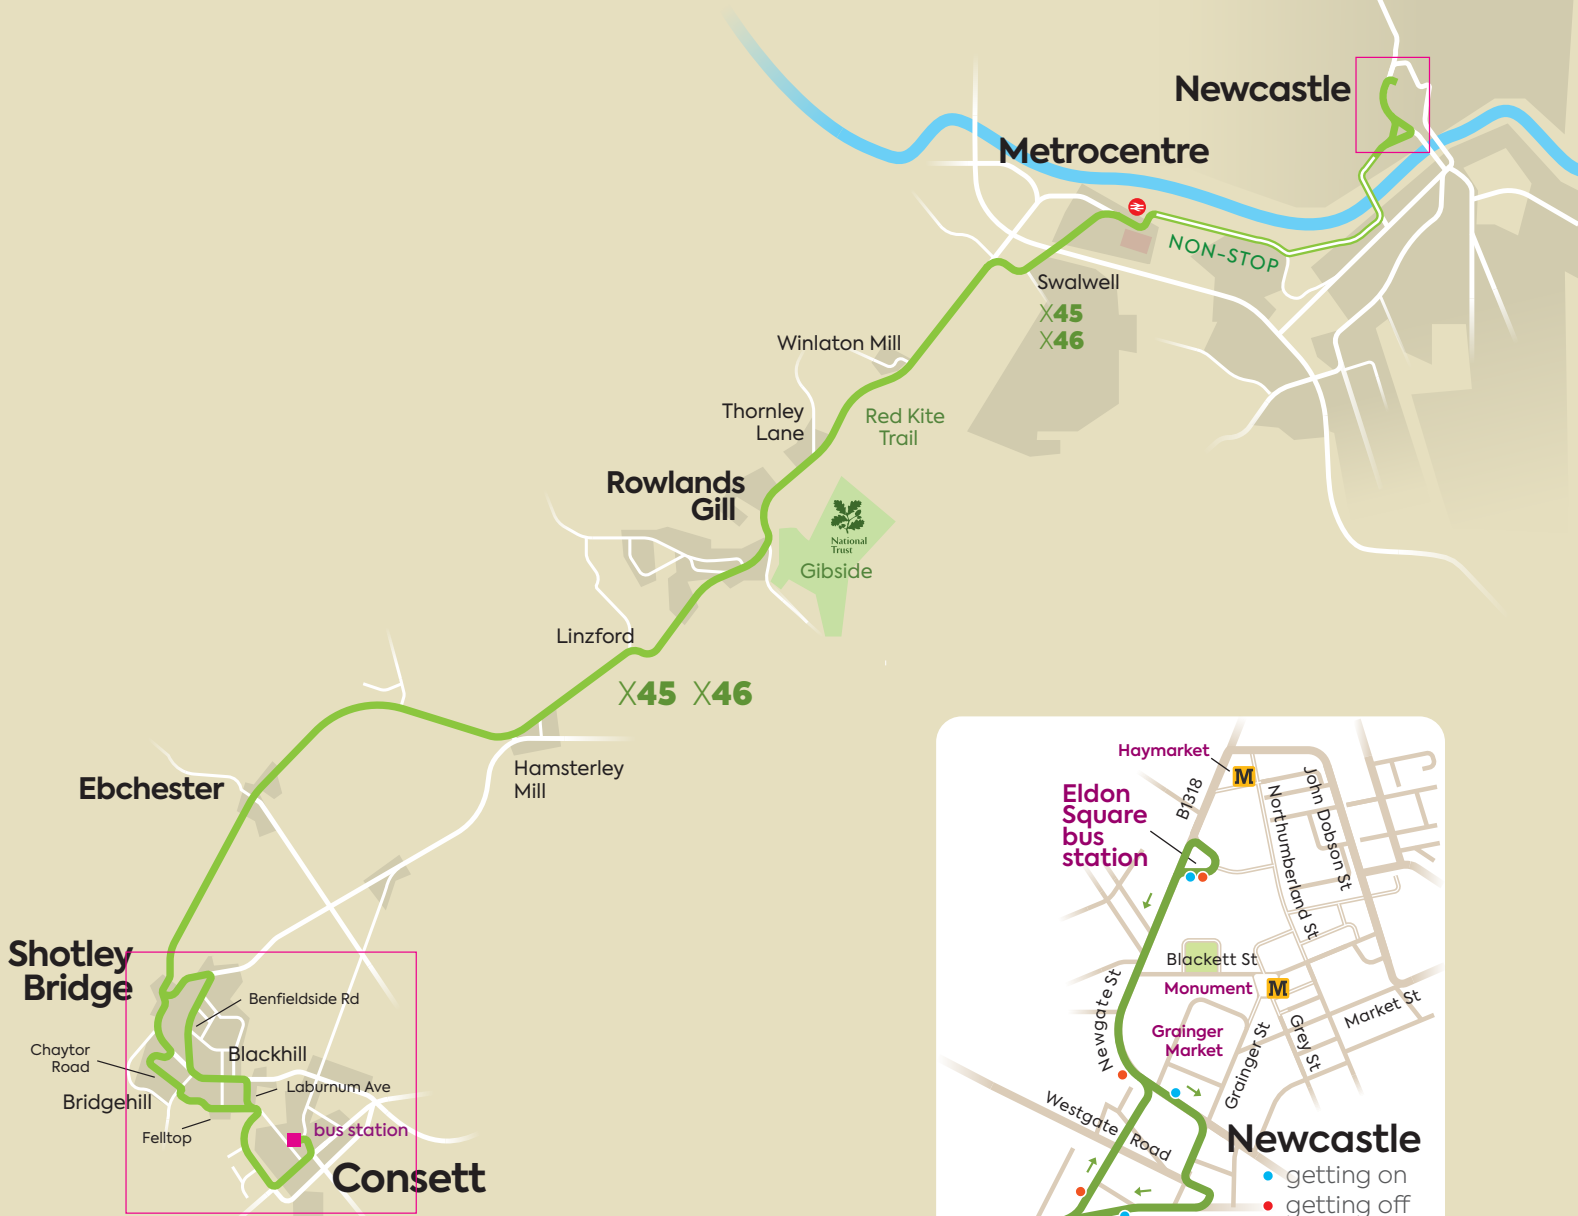 Newcastle
Metrocentre
NON-STOP
Swalwell
X45
X46
Winlaton Mill
Thornley
Lane
Red Kite
Trail
Rowlands
Gill
National
Trust
Gibside
Linzford
X45 X46
Hamsterley
Mill
Ebchester
Shotley
Bridge
Benfieldside Rd
Chaytor
Road
Blackhill
Laburnum Ave
Bridgehill
Felltop
bus station
Consett
Haymarket
M
B1318
John Dobson St
Northumberland St
Eldon
Square
bus
station
Blackett St
Monument
M
Newgate St
Grainger
Market
Grainger St
Grey St
Market St
Westgate Road
Newcastle
getting on
getting off